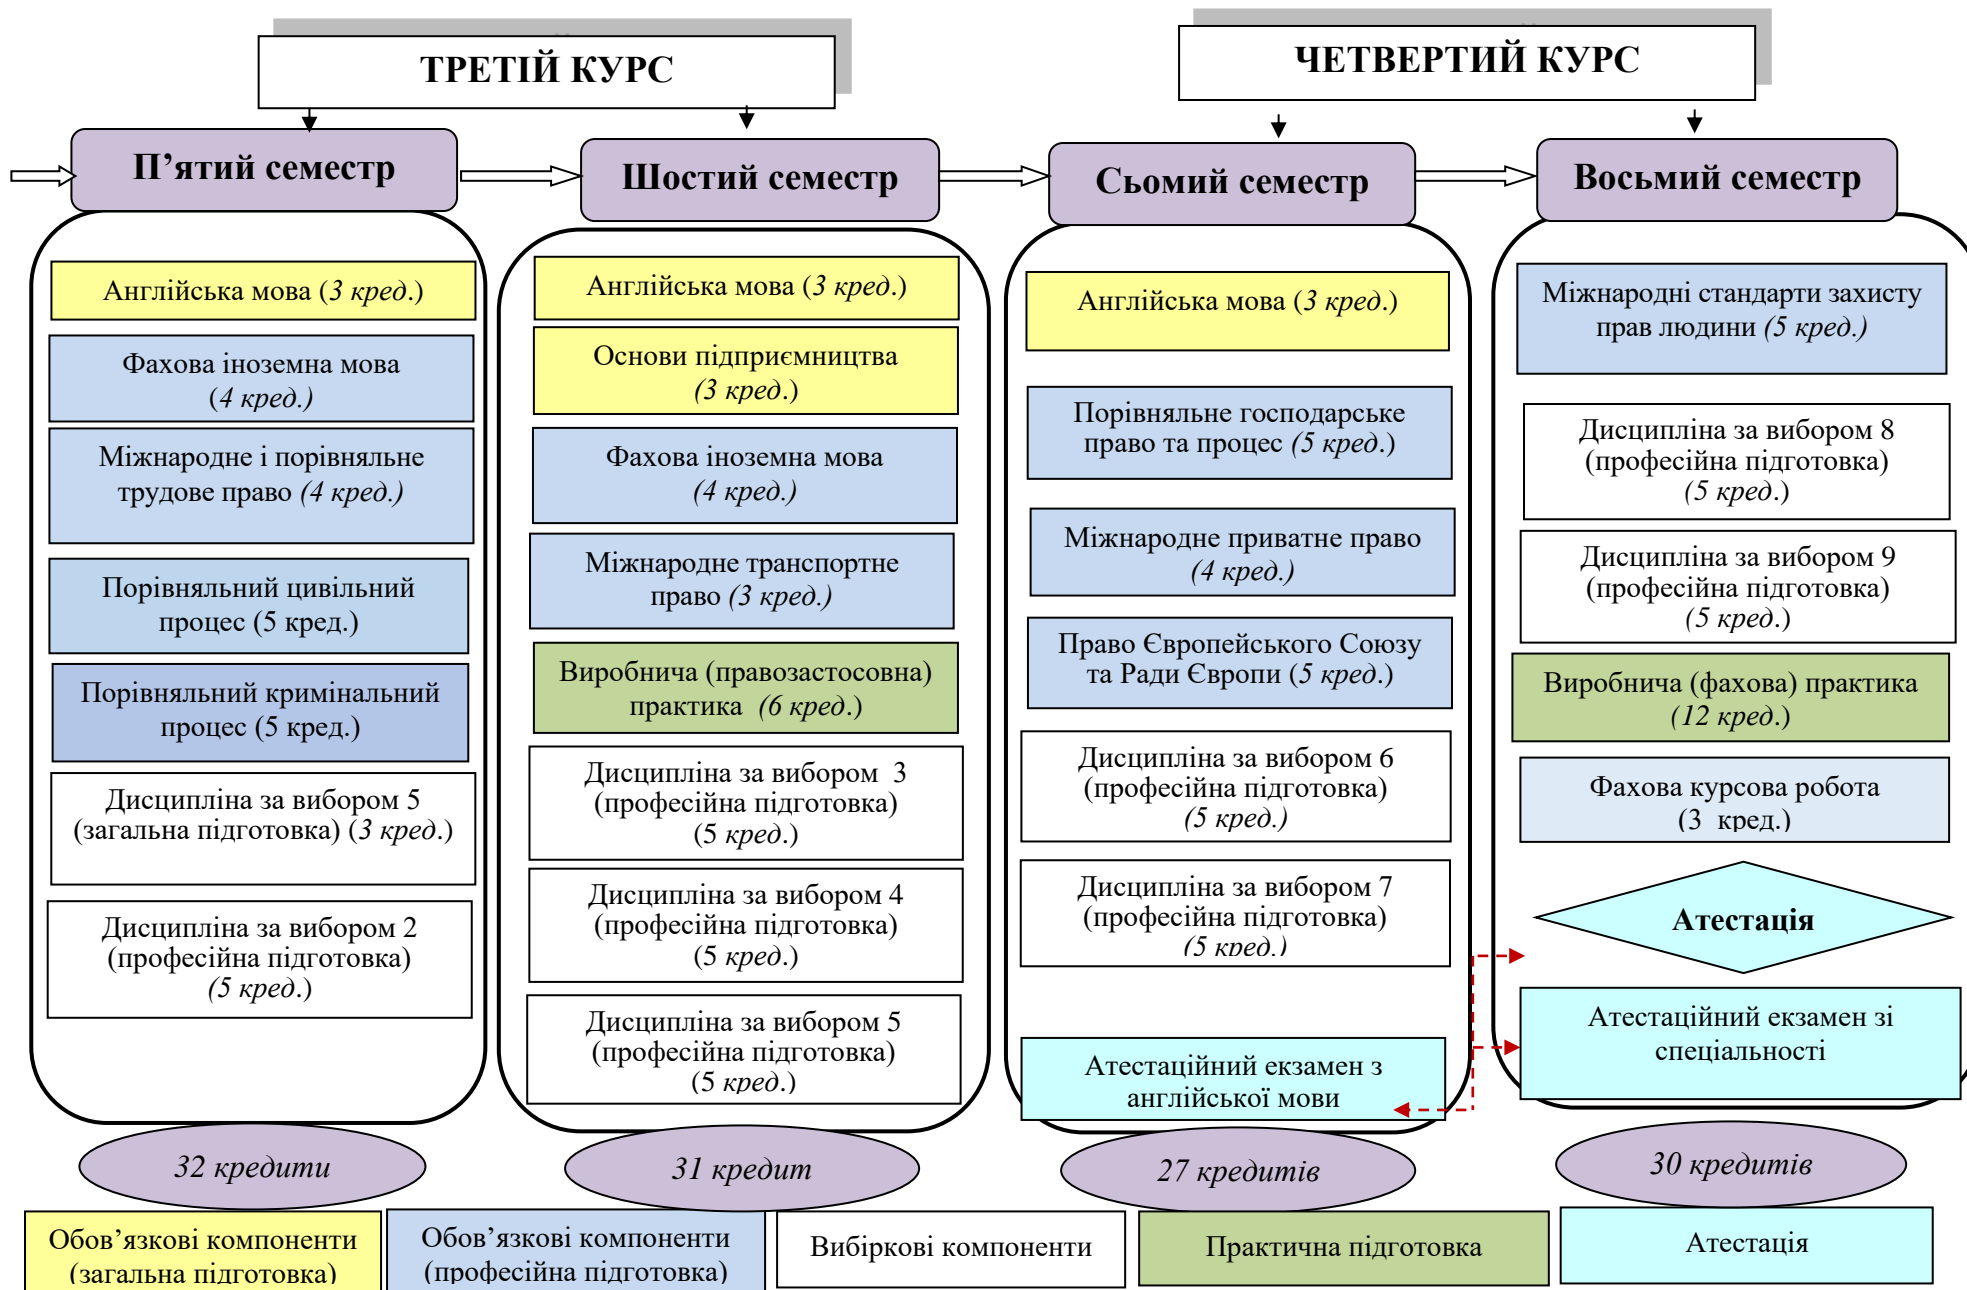 ТРЕТІЙ КУРС
ЧЕТВЕРТИЙ КУРС
П’ятий семестр
Англійська мова (3 кред.)
Фахова іноземна мова
(4 кред.)
Міжнародне і порівняльне
трудове право (4 кред.)
Порівняльний цивільний
процес (5 кред.)
Порівняльний кримінальний
процес (5 кред.)
Дисципліна за вибором 5
(загальна підготовка) (3 кред.)
Дисципліна за вибором 2
(професійна підготовка)
(5 кред.)
32 кредити
Шостий семестр
Англійська мова (3 кред.)
Основи підприємництва
(3 кред.)
Фахова іноземна мова
(4 кред.)
Міжнародне транспортне
право (3 кред.)
Виробнича (правозастосовна)
практика (6 кред.)
Дисципліна за вибором 3
(професійна підготовка)
(5 кред.)
Дисципліна за вибором 4
(професійна підготовка)
(5 кред.)
Дисципліна за вибором 5
(професійна підготовка)
(5 кред.)
31 кредит
Сьомий семестр
Англійська мова (3 кред.)
Порівняльне господарське
право та процес (5 кред.)
Міжнародне приватне право
(4 кред.)
Право Європейського Союзу
та Ради Європи (5 кред.)
Дисципліна за вибором 6
(професійна підготовка)
(5 кред.)
Дисципліна за вибором 7
(професійна підготовка)
(5 кред.)
Атестаційний екзамен з
англійської мови
27 кредитів
Восьмий семестр
Міжнародні стандарти захисту
прав людини (5 кред.)
Дисципліна за вибором 8
(професійна підготовка)
(5 кред.)
Дисципліна за вибором 9
(професійна підготовка)
(5 кред.)
Виробнича (фахова) практика
(12 кред.)
Фахова курсова робота
(3 кред.)
Атестація
Атестаційний екзамен зі
спеціальності
30 кредитів
Обов’язкові компоненти
(загальна підготовка)
Обов’язкові компоненти
(професійна підготовка)
Вибіркові компоненти
Практична підготовка
Атестація